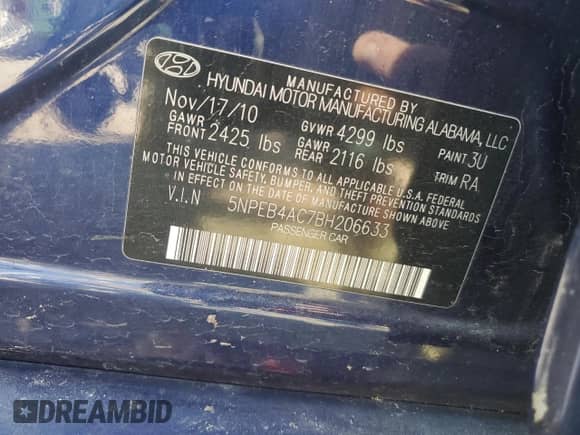 MANUFACTURED BY
HYUNDAI MOTOR MANUFACTURING ALABAMA, LLC
Nov/17/10 GVWR 4299 lbs PAINT 3U
GAWR FRONT 2425 lbs GAWR REAR 2116 lbs TRIM RA
THIS VEHICLE CONFORMS TO ALL APPLICABLE U.S.A. FEDERAL
MOTOR VEHICLE SAFETY, BUMPER, AND THEFT PREVENTION STANDARDS
IN EFFECT ON THE DATE OF MANUFACTURE SHOWN ABOVE
V.I.N 5NPEB4AC7BH206633
PASSENGER CAR
DREAMBID